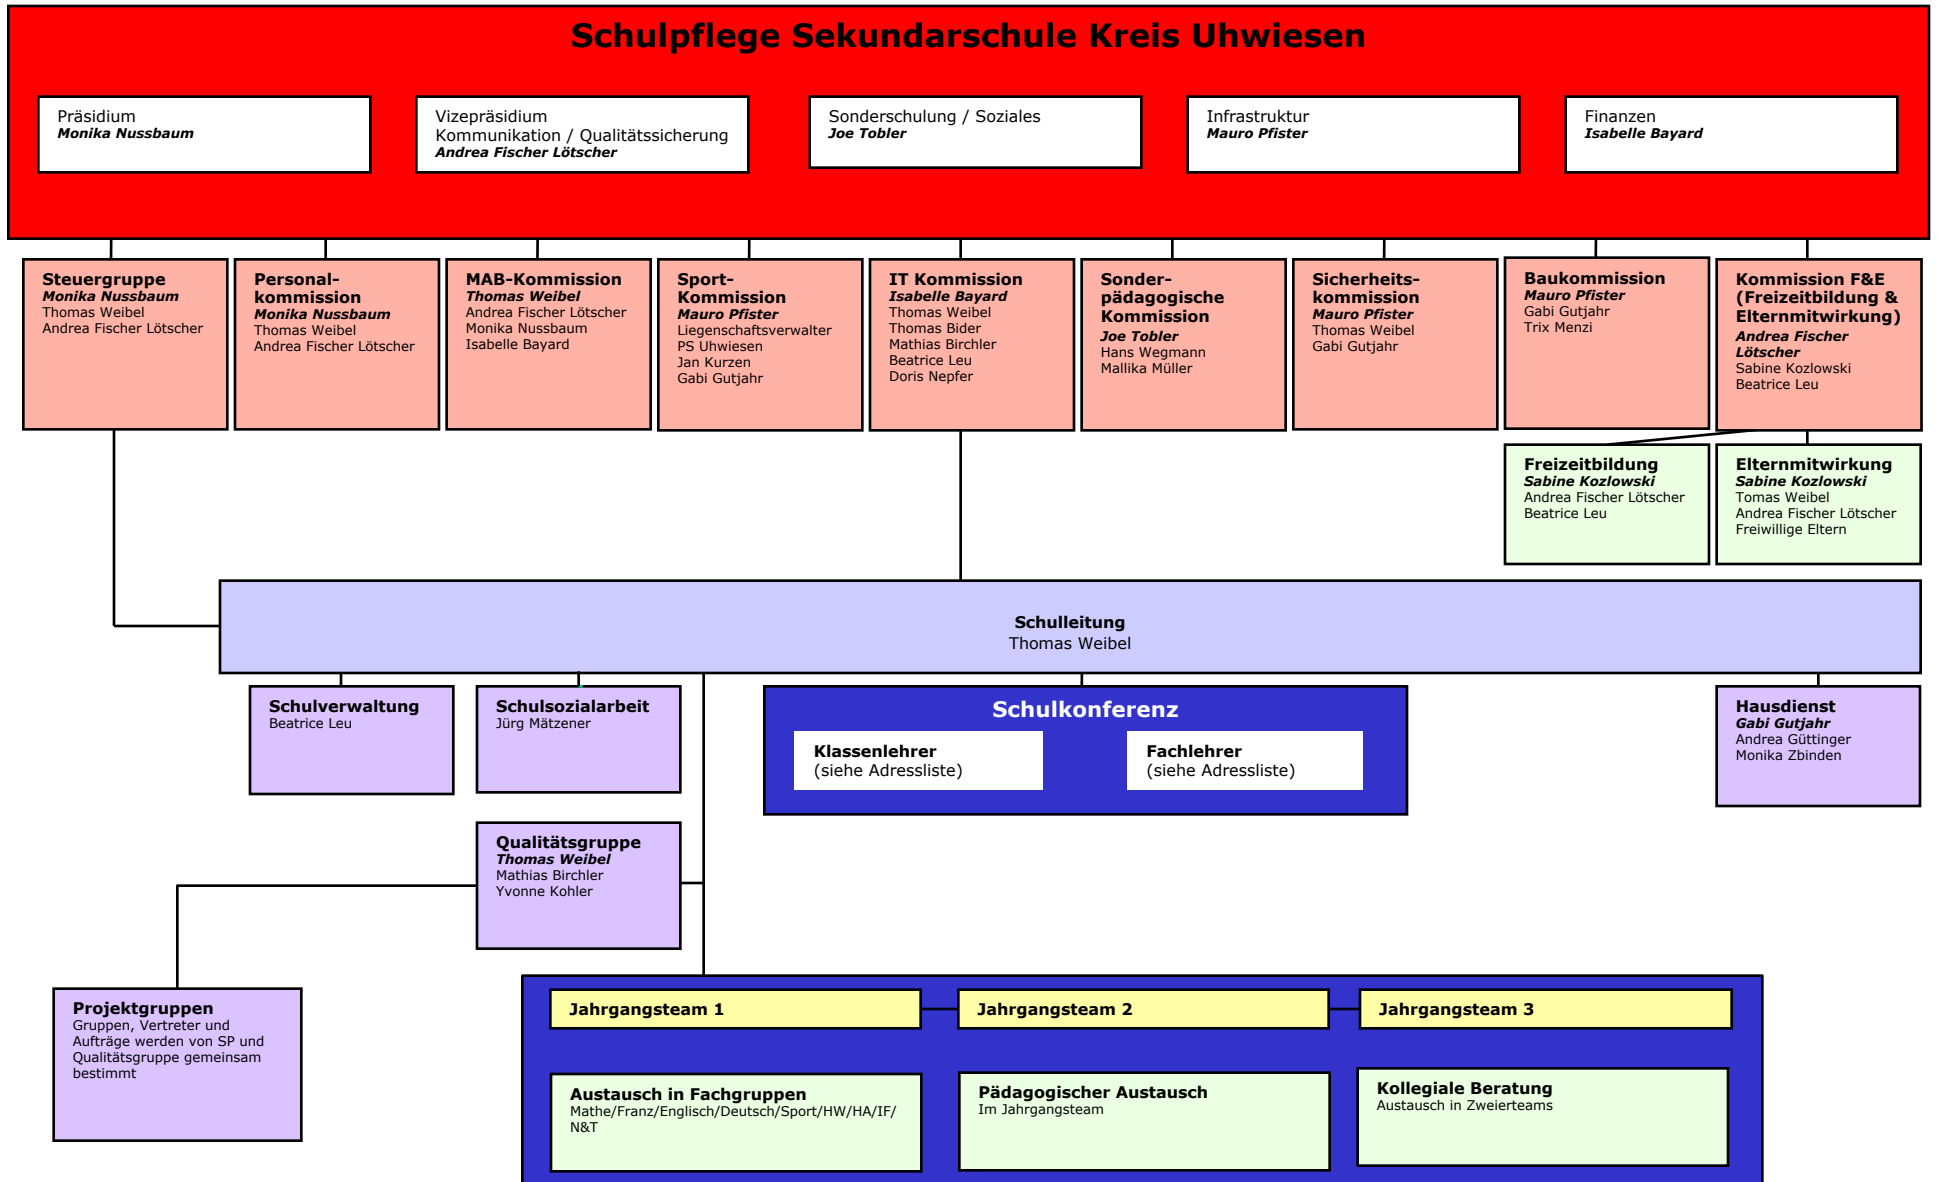 Schulpflege Sekundarschule Kreis Uhwiesen
Präsidium
Monika Nussbaum
Vizepräsidium
Kommunikation / Qualitätssicherung
Andrea Fischer Lötscher
Sonderschulung / Soziales
Joe Tobler
Infrastruktur
Mauro Pfister
Finanzen
Isabelle Bayard
Steuergruppe
Monika Nussbaum
Thomas Weibel
Andrea Fischer Lötscher
Personal-
kommission
Monika Nussbaum
Thomas Weibel
Andrea Fischer Lötscher
MAB-Kommission
Thomas Weibel
Andrea Fischer Lötscher
Monika Nussbaum
Isabelle Bayard
Sport-
Kommission
Mauro Pfister
Liegenschaftsverwalter
PS Uhwiesen
Jan Kurzen
Gabi Gutjahr
IT Kommission
Isabelle Bayard
Thomas Weibel
Thomas Bider
Mathias Birchler
Beatrice Leu
Doris Nepfer
Sonder-
pädagogische
Kommission
Joe Tobler
Hans Wegmann
Mallika Müller
Sicherheits-
kommission
Mauro Pfister
Thomas Weibel
Gabi Gutjahr
Baukommission
Mauro Pfister
Gabi Gutjahr
Trix Menzi
Kommission F&E
(Freizeitbildung &
Elternmitwirkung)
Andrea Fischer
Lötscher
Sabine Kozlowski
Beatrice Leu
Freizeitbildung
Sabine Kozlowski
Andrea Fischer Lötscher
Beatrice Leu
Elternmitwirkung
Sabine Kozlowski
Tomas Weibel
Andrea Fischer Lötscher
Freiwillige Eltern
Schulleitung
Thomas Weibel
Schulverwaltung
Beatrice Leu
Schulsozialarbeit
Jürg Mätzener
Schulkonferenz
Klassenlehrer
(siehe Adressliste)
Fachlehrer
(siehe Adressliste)
Hausdienst
Gabi Gutjahr
Andrea Güttinger
Monika Zbinden
Qualitätsgruppe
Thomas Weibel
Mathias Birchler
Yvonne Kohler
Projektgruppen
Gruppen, Vertreter und
Aufträge werden von SP und
Qualitätsgruppe gemeinsam
bestimmt
Jahrgangsteam 1
Jahrgangsteam 2
Jahrgangsteam 3
Austausch in Fachgruppen
Mathe/Franz/Englisch/Deutsch/Sport/HW/HA/IF/
N&T
Pädagogischer Austausch
Im Jahrgangsteam
Kollegiale Beratung
Austausch in Zweierteams